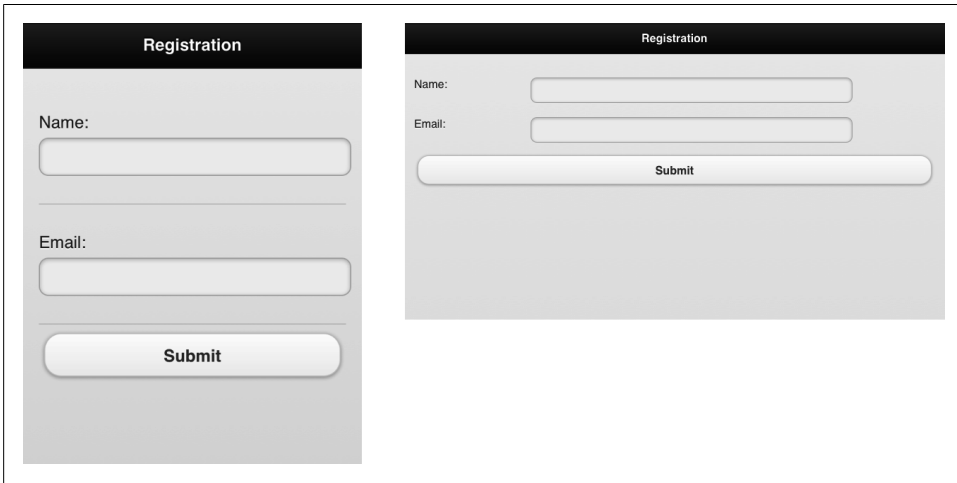 Registration
Name:
Email:
Submit
Registration
Name:
Email:
Submit